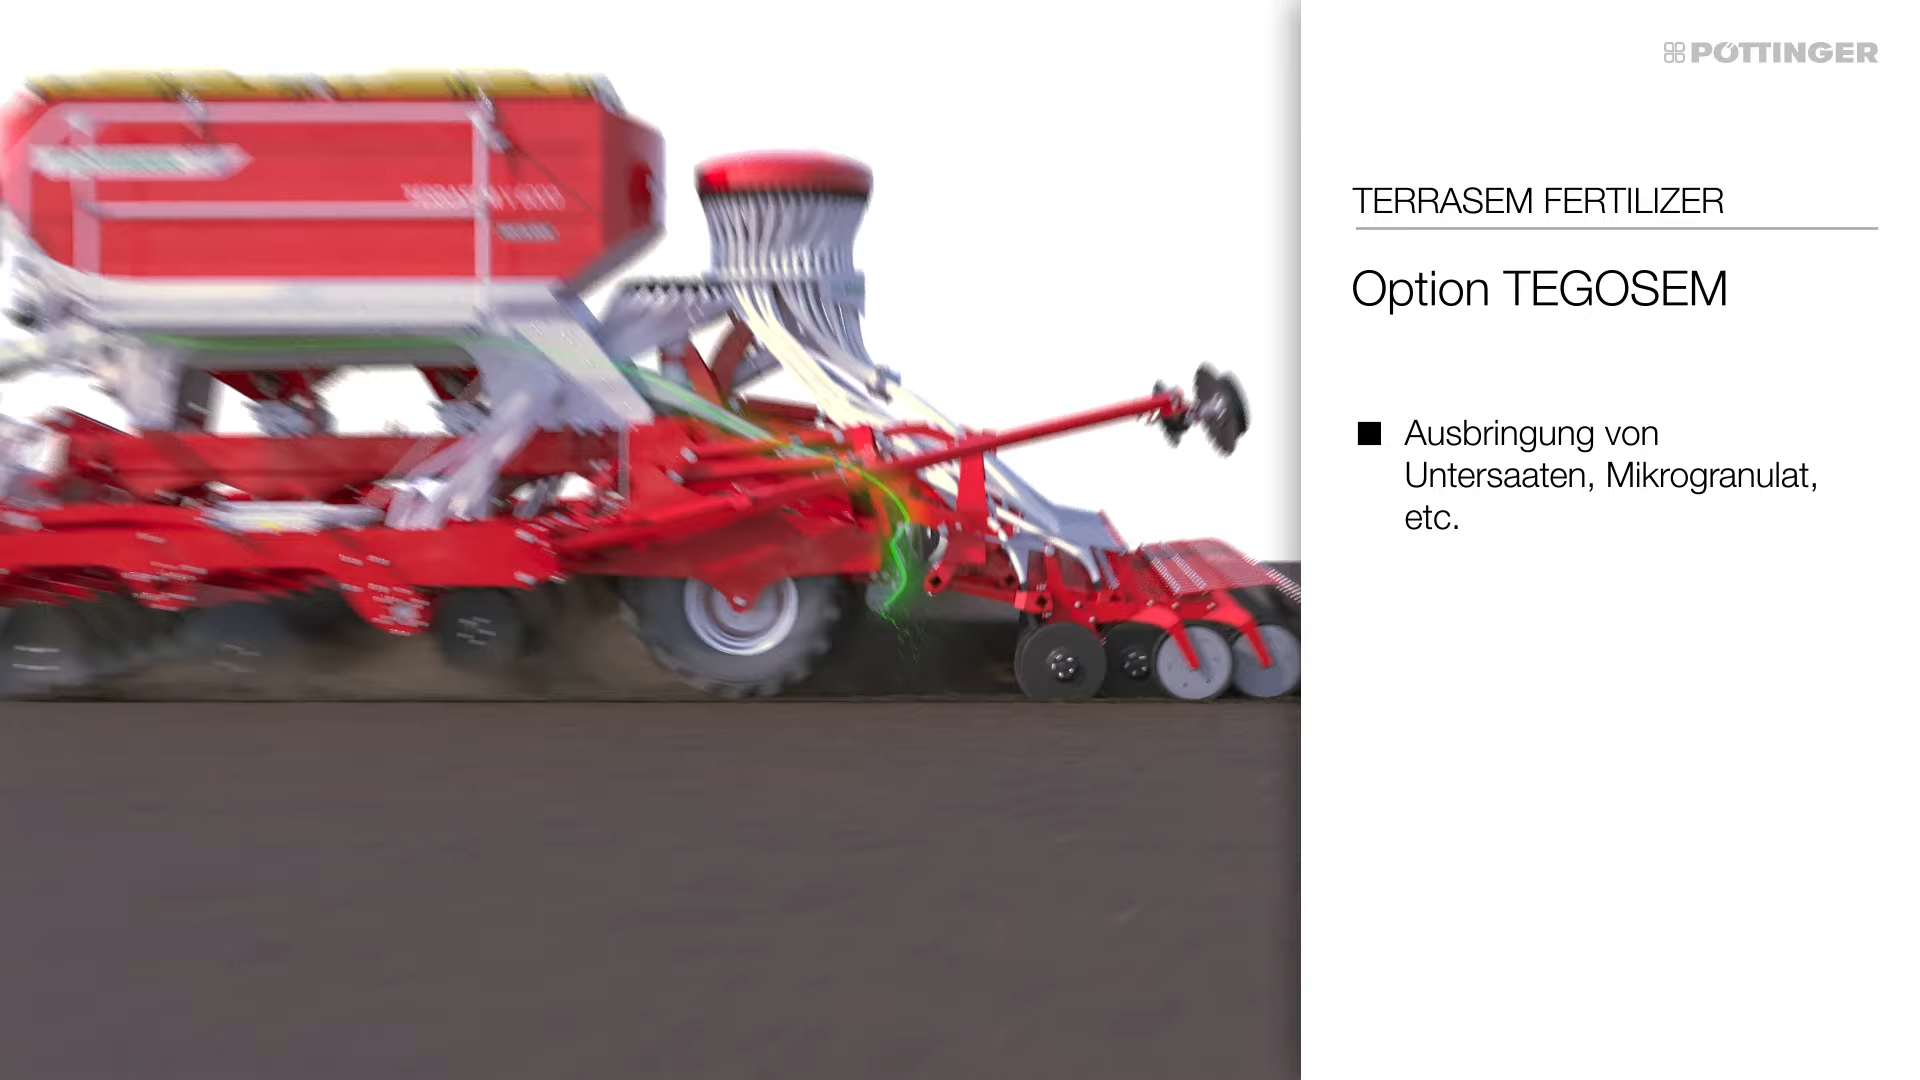 PÖTTINGER
TERRASEM FERTILIZER
Option TEGOSEM
Ausbringung von
Untersaaten, Mikrogranulat,
etc.